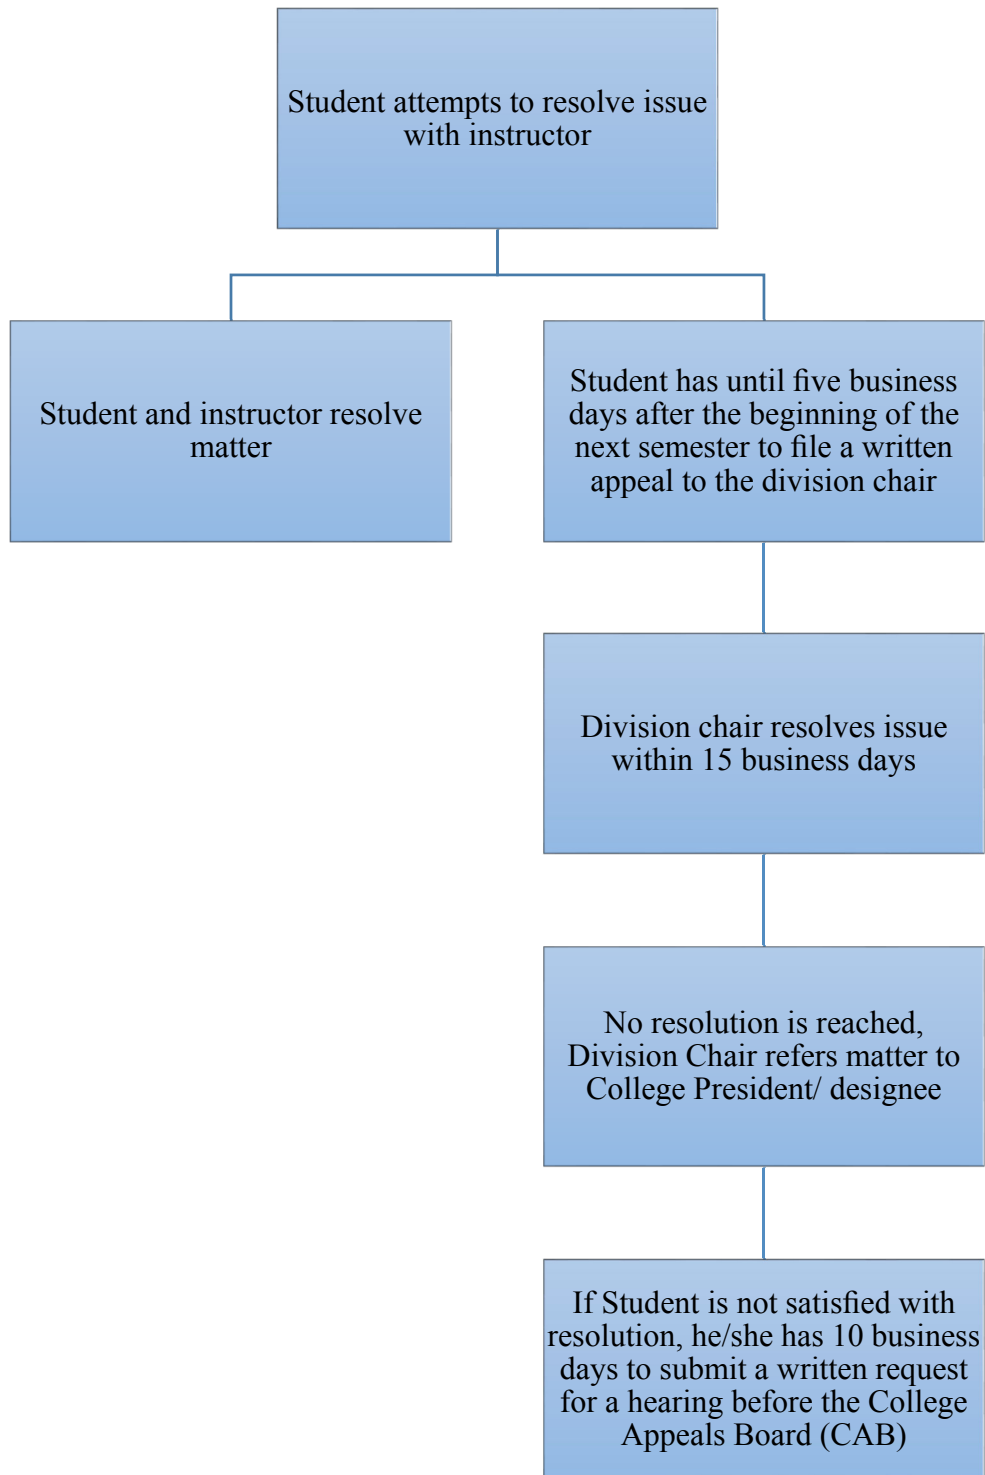 Student attempts to resolve issue
with instructor
Student and instructor resolve
matter
Student has until five business
days after the beginning of the
next semester to file a written
appeal to the division chair
Division chair resolves issue
within 15 business days
No resolution is reached,
Division Chair refers matter to
College President/ designee
If Student is not satisfied with
resolution, he/she has 10 business
days to submit a written request
for a hearing before the College
Appeals Board (CAB)